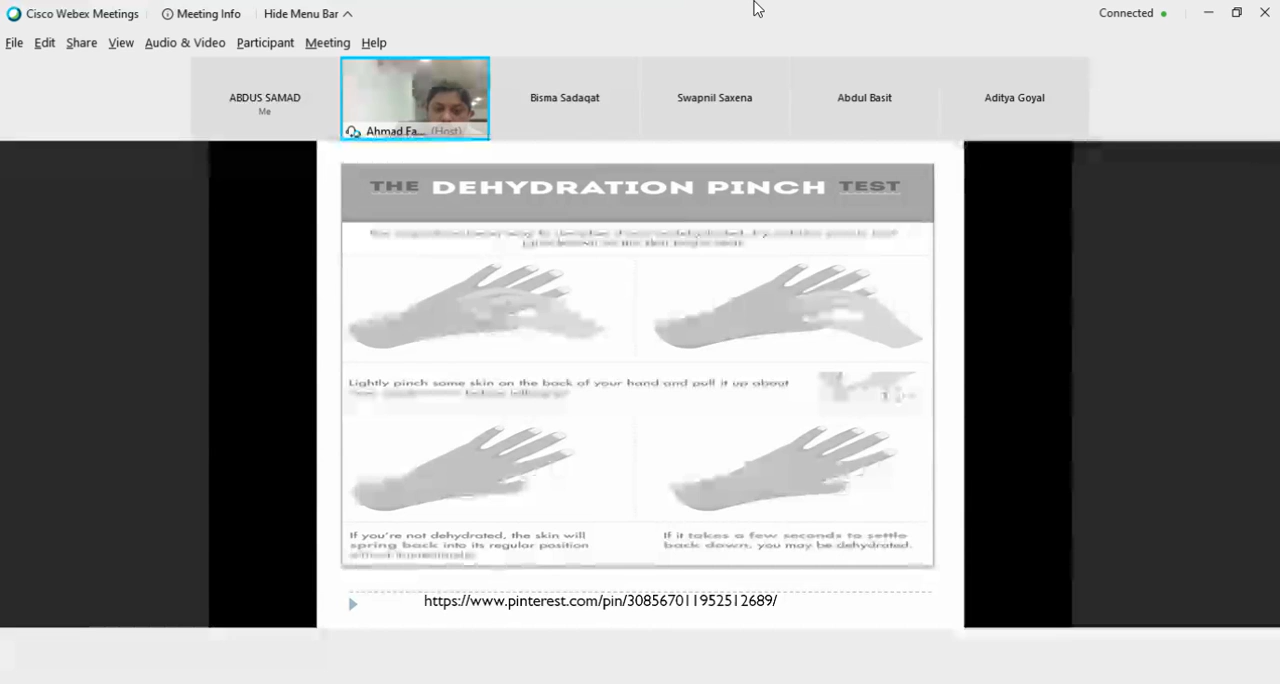 Cisco Webex Meetings Meeting Info Hide Menu Bar Connected
File Edit Share View Audio & Video Participant Meeting Help
ABDUS SAMAD
Me
Ahmad Fa... (Host)
Bisma Sadaqat
Swapnil Saxena
Abdul Basit
Aditya Goyal
THE DEHYDRATION PINCH TEST
Lightly pinch some skin on the back of your hand and pull it up about
If you're not dehydrated, the skin will
spring back into its regular position
If it takes a few seconds to settle
back down, you may be dehydrated.
https://www.pinterest.com/pin/308567011952512689/